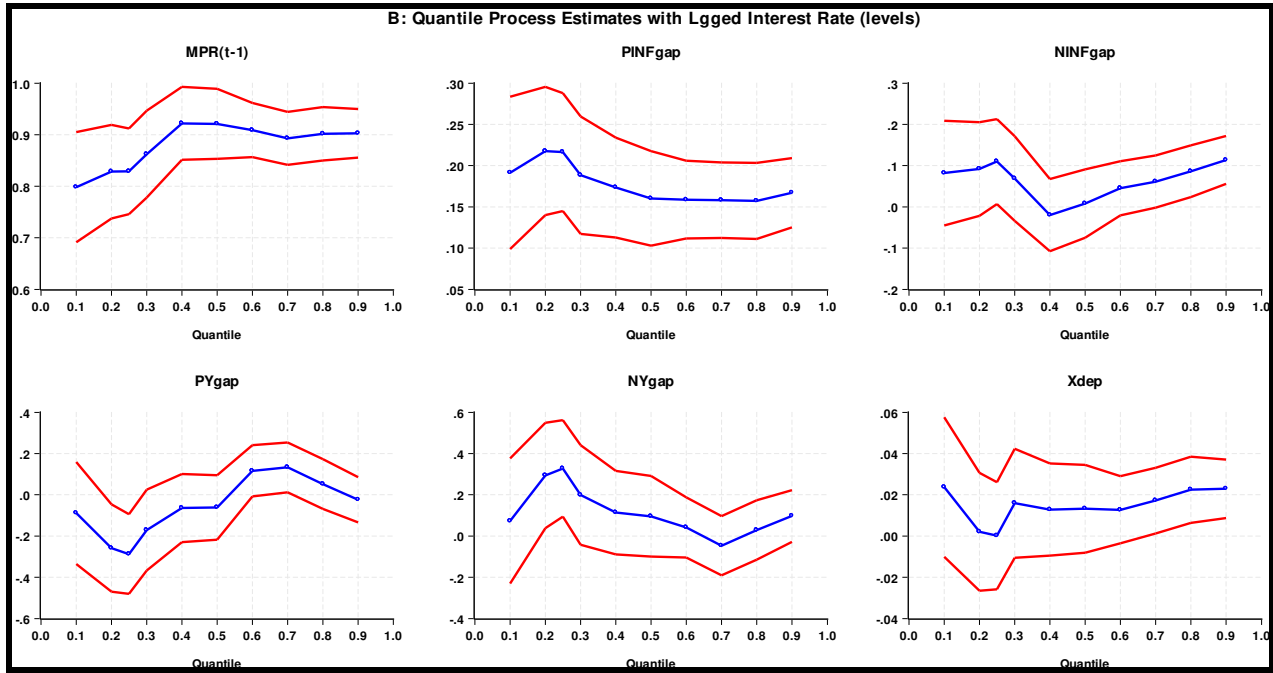 B: Quantile Process Estimates with Lgged Interest Rate (levels)
MPR(t-1)
1.0
0.9
0.8
0.7
0.6
0.0 0.1 0.2 0.3 0.4 0.5 0.6 0.7 0.8 0.9 1.0
Quantile
PINFgap
.30
.25
.20
.15
.10
.05
0.0 0.1 0.2 0.3 0.4 0.5 0.6 0.7 0.8 0.9 1.0
Quantile
NINFgap
.3
.2
.1
.0
-.1
-.2
0.0 0.1 0.2 0.3 0.4 0.5 0.6 0.7 0.8 0.9 1.0
Quantile
PYgap
.4
.2
.0
-.2
-.4
-.6
0.0 0.1 0.2 0.3 0.4 0.5 0.6 0.7 0.8 0.9 1.0
Quantile
NYgap
.6
.4
.2
.0
-.2
-.4
0.0 0.1 0.2 0.3 0.4 0.5 0.6 0.7 0.8 0.9 1.0
Quantile
Xdep
.06
.04
.02
.00
-.02
-.04
0.0 0.1 0.2 0.3 0.4 0.5 0.6 0.7 0.8 0.9 1.0
Quantile